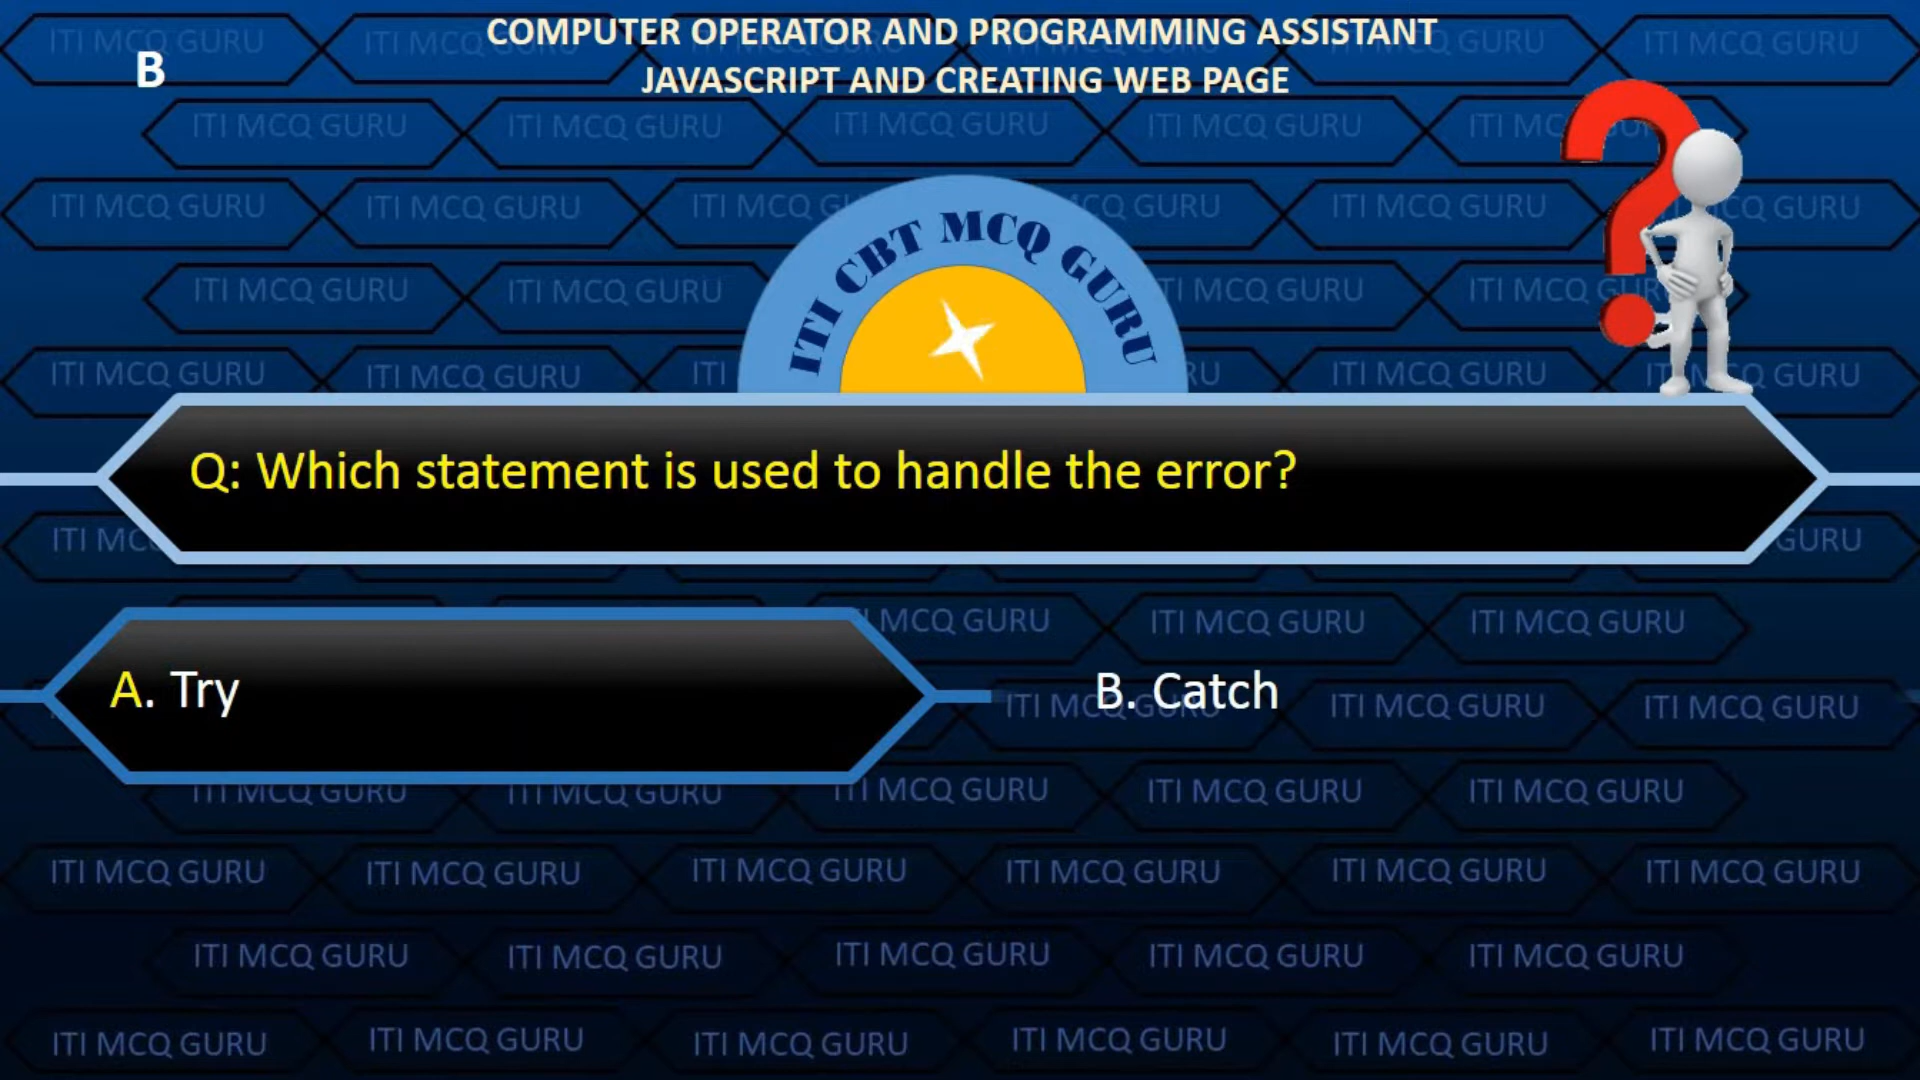 COMPUTER OPERATOR AND PROGRAMMING ASSISTANT
B
JAVASCRIPT AND CREATING WEB PAGE
ITI CBT MCQ GURU
Q: Which statement is used to handle the error?
A. Try
B. Catch
ITI MCQ GURU